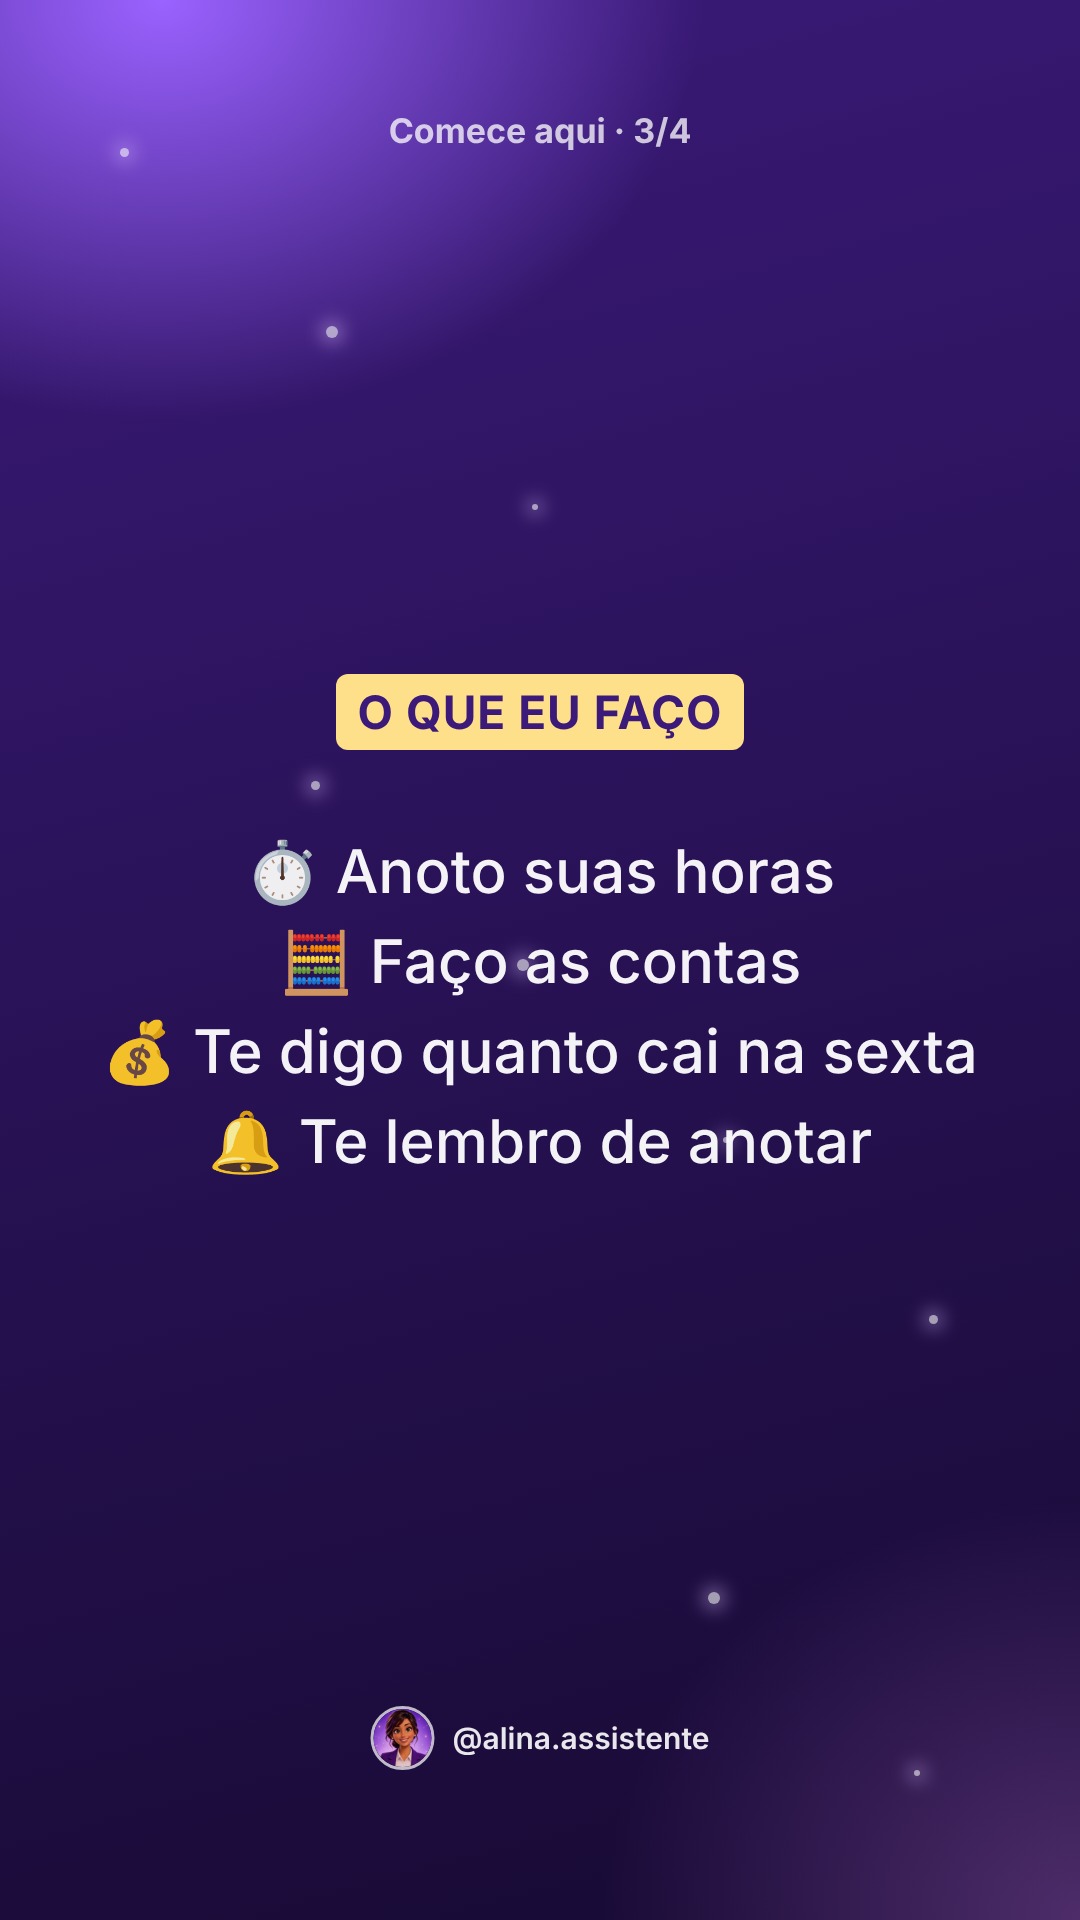 Comece aqui · 3/4
O QUE EU FAÇO
⏱️ Anoto suas horas
🧮 Faço as contas
💰 Te digo quanto cai na sexta
🔔 Te lembro de anotar
@alina.assistente